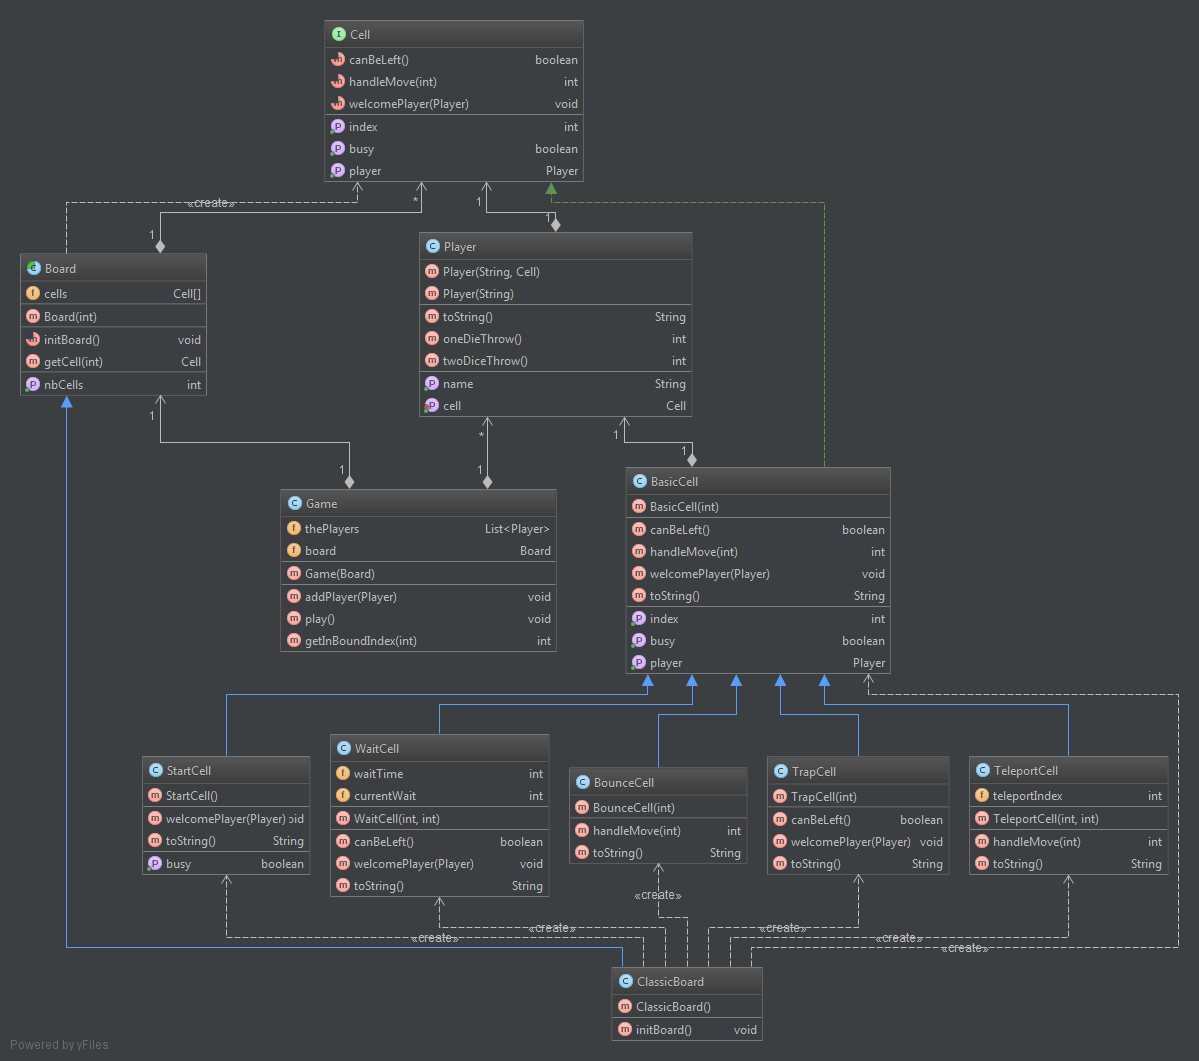 Cell
canBeLeft() boolean
handleMove(int) int
welcomePlayer(Player) void
index int
busy boolean
player Player
«create»
*
1
1
1
Board
cells Cell[]
Board(int)
initBoard() void
getCell(int) Cell
nbCells int
Player
Player(String, Cell)
Player(String)
toString() String
oneDieThrow() int
twoDiceThrow() int
name String
cell Cell
1
*
1
1
1
1
Game
thePlayers List<Player>
board Board
Game(Board)
addPlayer(Player) void
play() void
getInBoundIndex(int) int
BasicCell
BasicCell(int)
canBeLeft() boolean
handleMove(int) int
welcomePlayer(Player) void
toString() String
index int
busy boolean
player Player
StartCell
StartCell()
welcomePlayer(Player) oid
toString() String
busy boolean
WaitCell
waitTime int
currentWait int
WaitCell(int, int)
canBeLeft() boolean
welcomePlayer(Player) void
toString() String
BounceCell
BounceCell(int)
handleMove(int) int
toString() String
TrapCell
TrapCell(int)
canBeLeft() boolean
welcomePlayer(Player) void
toString() String
TeleportCell
teleportIndex int
TeleportCell(int, int)
handleMove(int) int
toString() String
«create»
«create»
«create»
«create»
«create»
«create»
ClassicBoard
ClassicBoard()
initBoard() void
Powered by yFiles